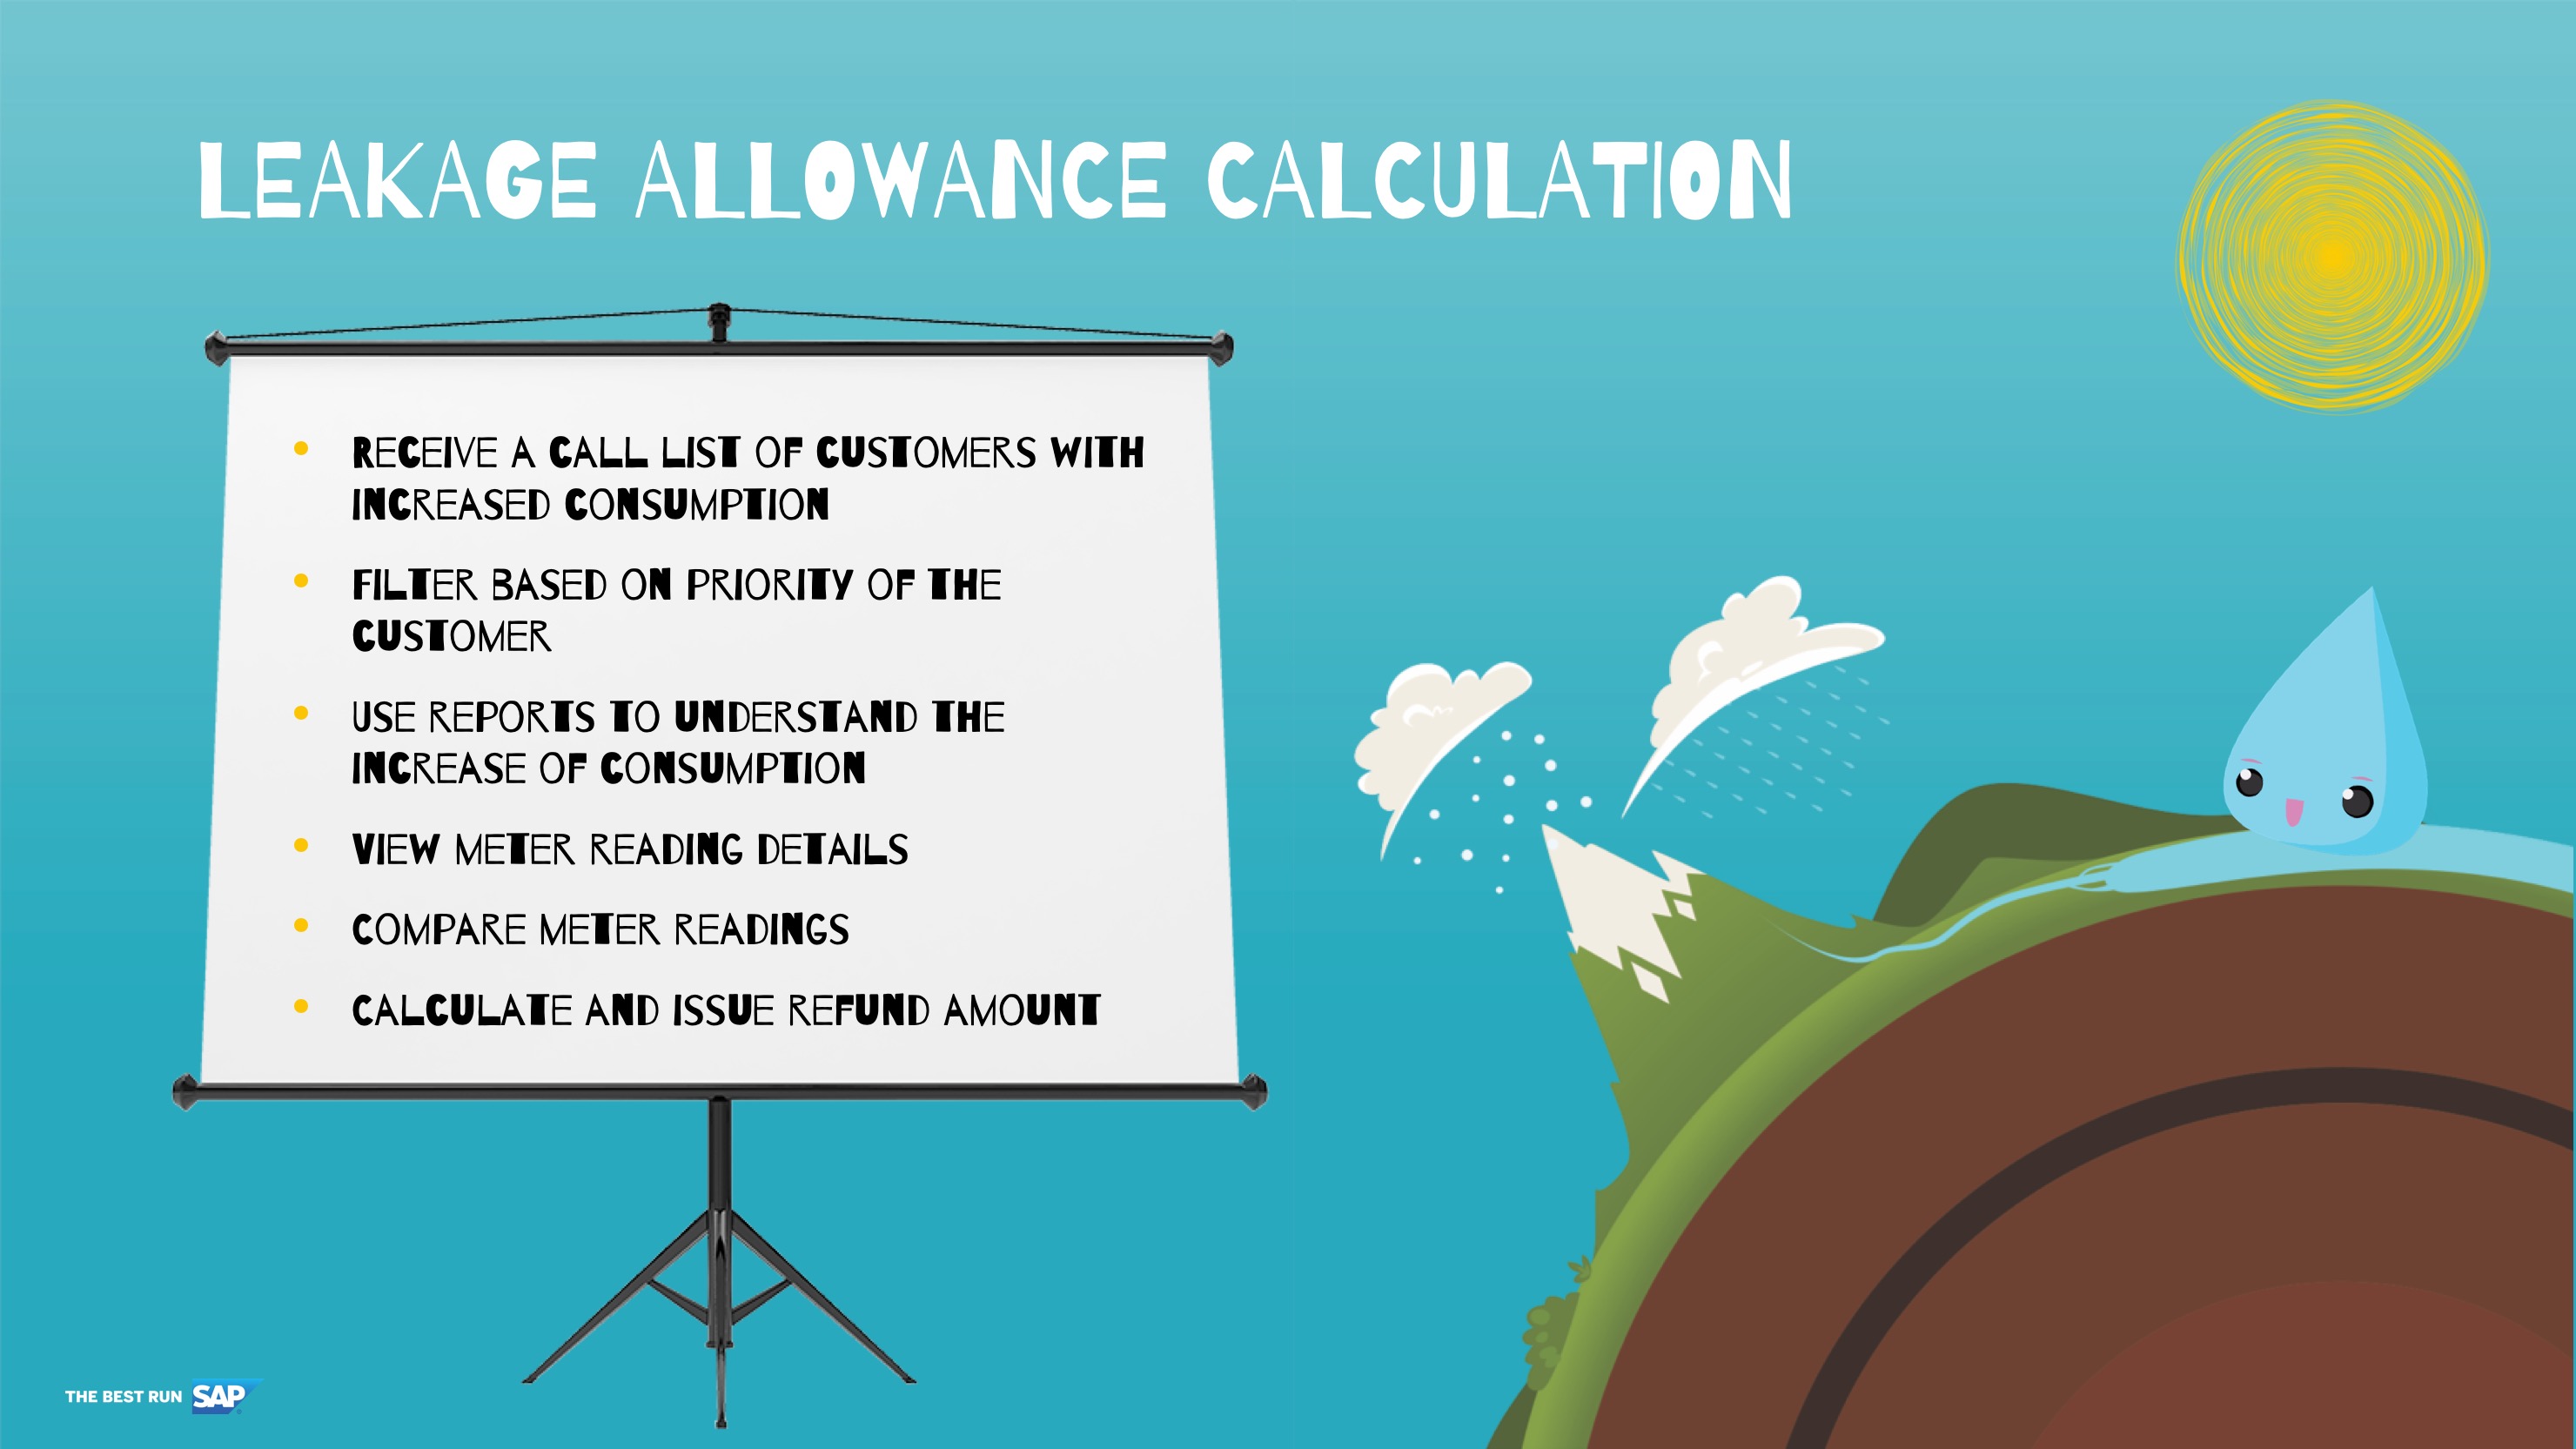 LEAKAGE ALLOWANCE CALCULATION
• RECEIVE A CALL LIST OF CUSTOMERS WITH
INCREASED CONSUMPTION
• FILTER BASED ON PRIORITY OF THE
CUSTOMER
• USE REPORTS TO UNDERSTAND THE
INCREASE OF CONSUMPTION
• VIEW METER READING DETAILS
• COMPARE METER READINGS
• CALCULATE AND ISSUE REFUND AMOUNT
THE BEST RUN SAP